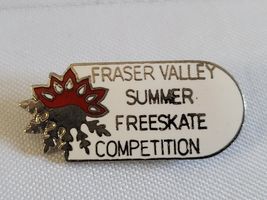 FRASER VALLEY
SUMMER
FREESKATE
COMPETITION